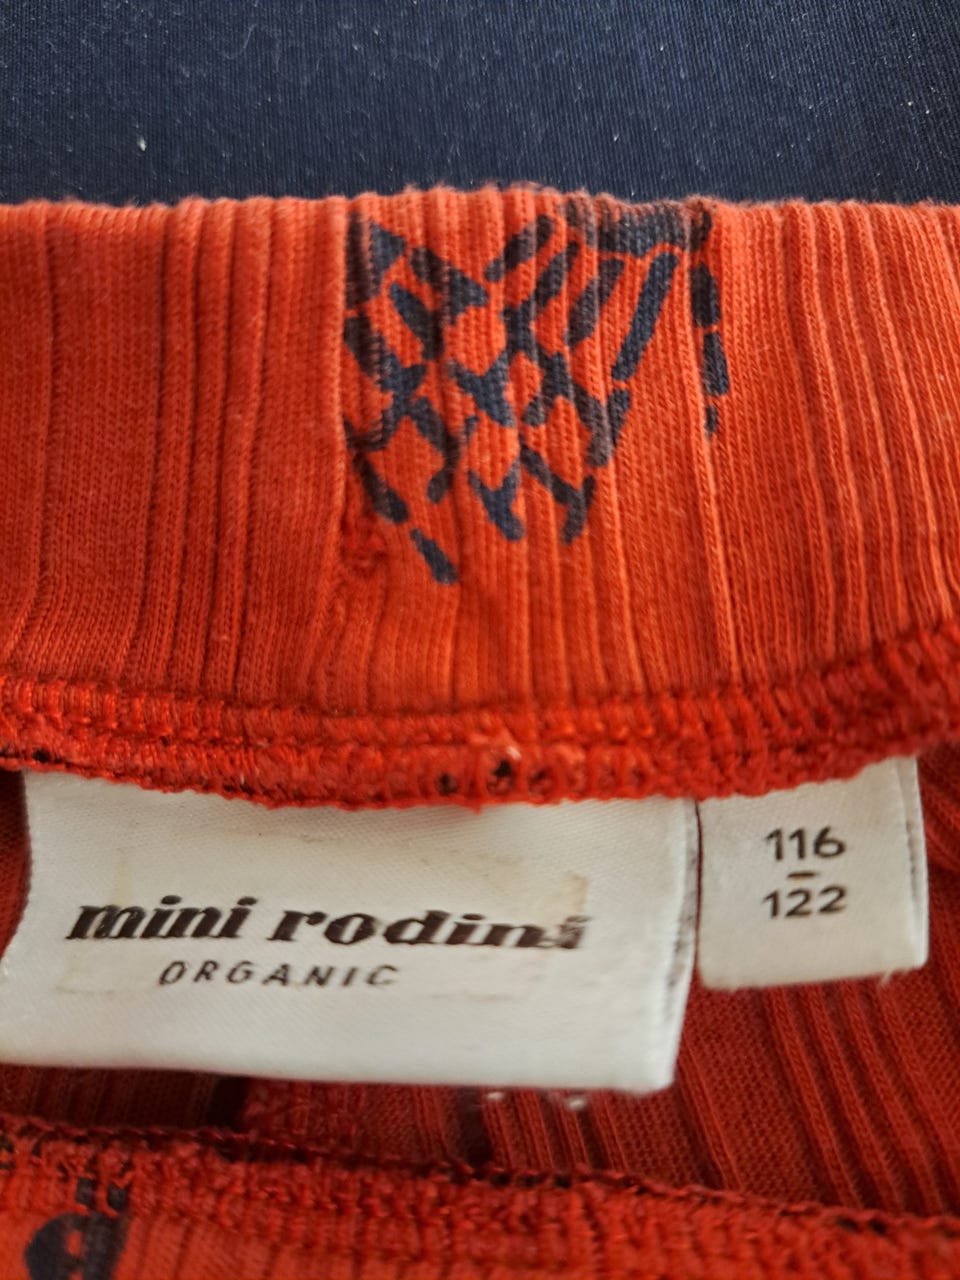 mini rodini
ORGANIC
116
–
122